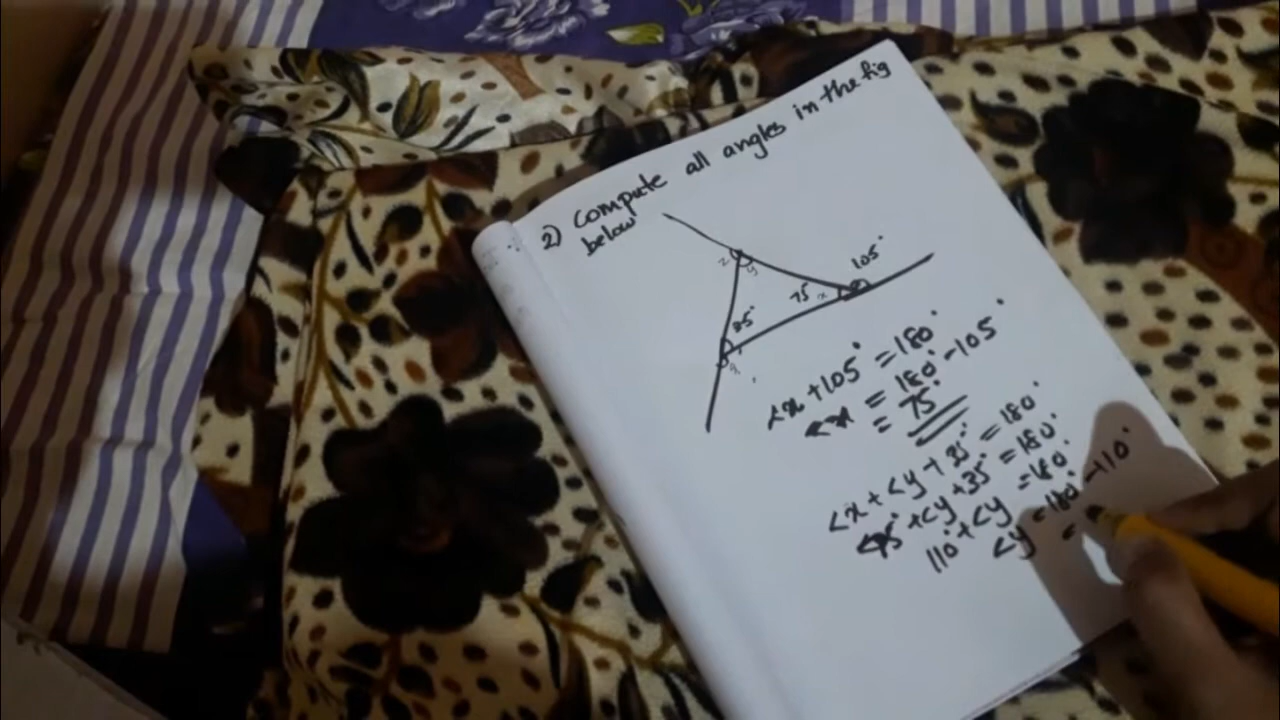 2) Compute all angles in the fig
below
z
y
105°
75
x
35°
<x + 105° = 180°
<x = 180° - 105°
= 75°
<x + <y + 35° = 180°
75° + <y + 35° = 180°
110° + <y = 180°
<y = 180° - 110°
=